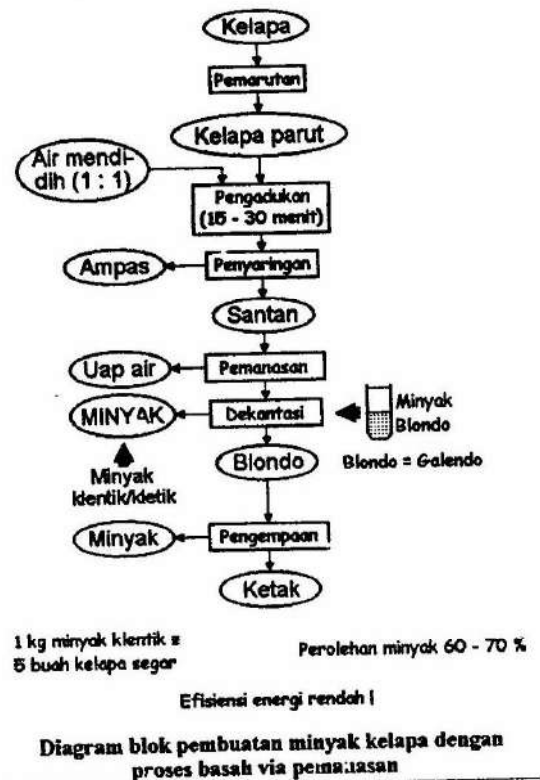 Kelapa
Pemarutan
Kelapa parut
Air mendi-
dih (1 : 1)
Pengadukan
(15 - 30 menit)
Ampas
Penyaringan
Santan
Uap air
Pemanasan
MINYAK
Dekantasi
Minyak
Blondo
Minyak
klentik/kletik
Blondo
Blondo = Galendo
Minyak
Pengempaan
Ketak
1 kg minyak klentik ≡
5 buah kelapa segar
Perolehan minyak 60 - 70 %
Efisiensi energi rendah !
Diagram blok pembuatan minyak kelapa dengan
proses basah via pemanasan